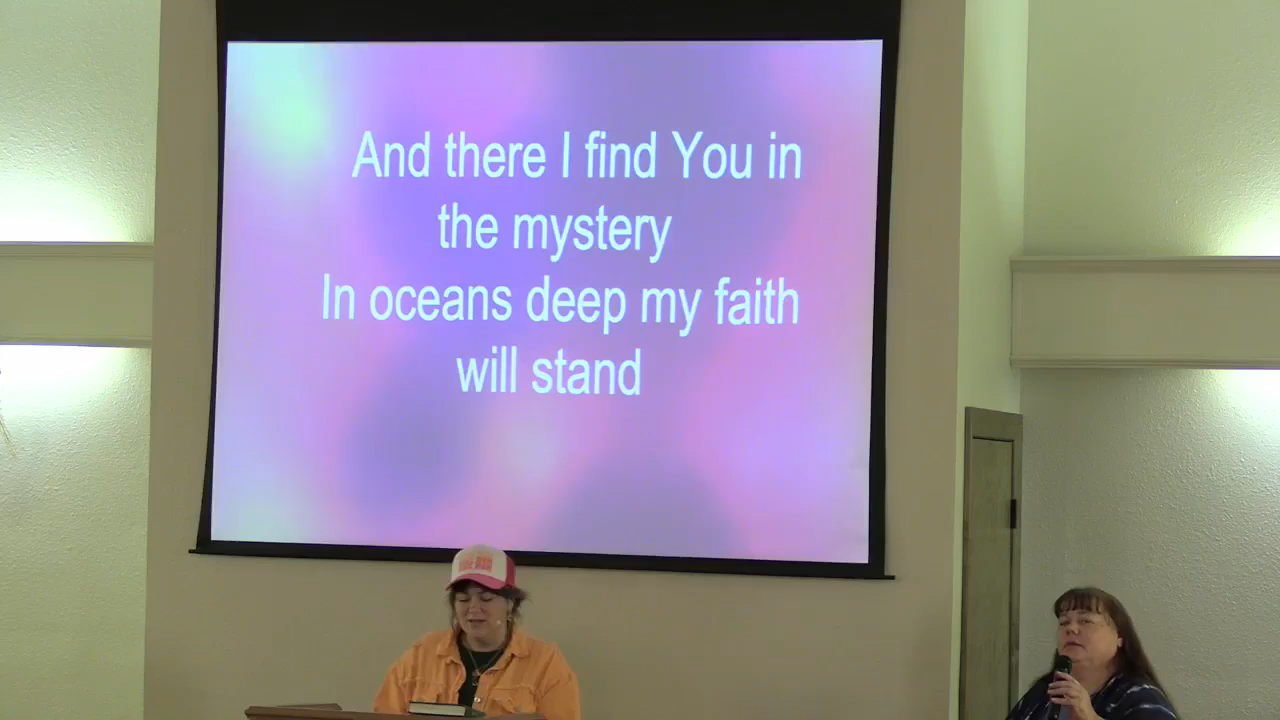 And there I find You in
the mystery
In oceans deep my faith
will stand